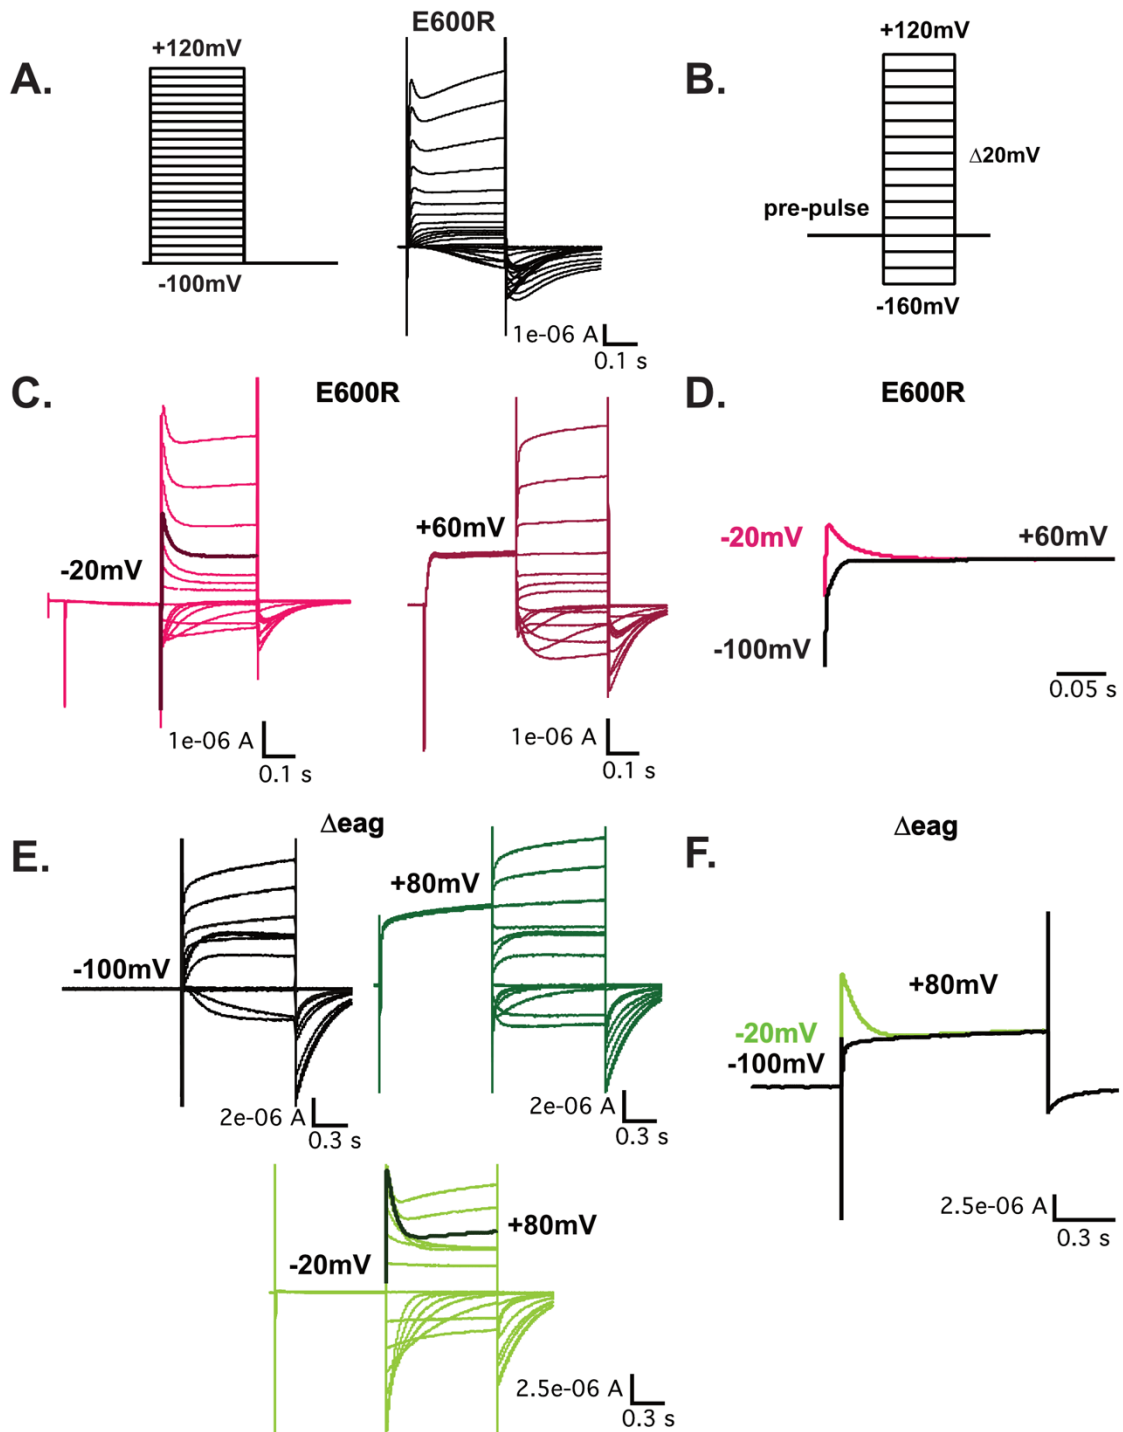 A.
+120mV
-100mV
E600R
1e-06 A
0.1 s
B.
+120mV
Δ20mV
pre-pulse
-160mV
C.
E600R
-20mV
1e-06 A
0.1 s
+60mV
1e-06 A
0.1 s
D.
E600R
-20mV
+60mV
-100mV
0.05 s
E.
Δeag
-100mV
2e-06 A
0.3 s
+80mV
2e-06 A
0.3 s
-20mV
+80mV
2.5e-06 A
0.3 s
F.
Δeag
+80mV
-20mV
-100mV
2.5e-06 A
0.3 s